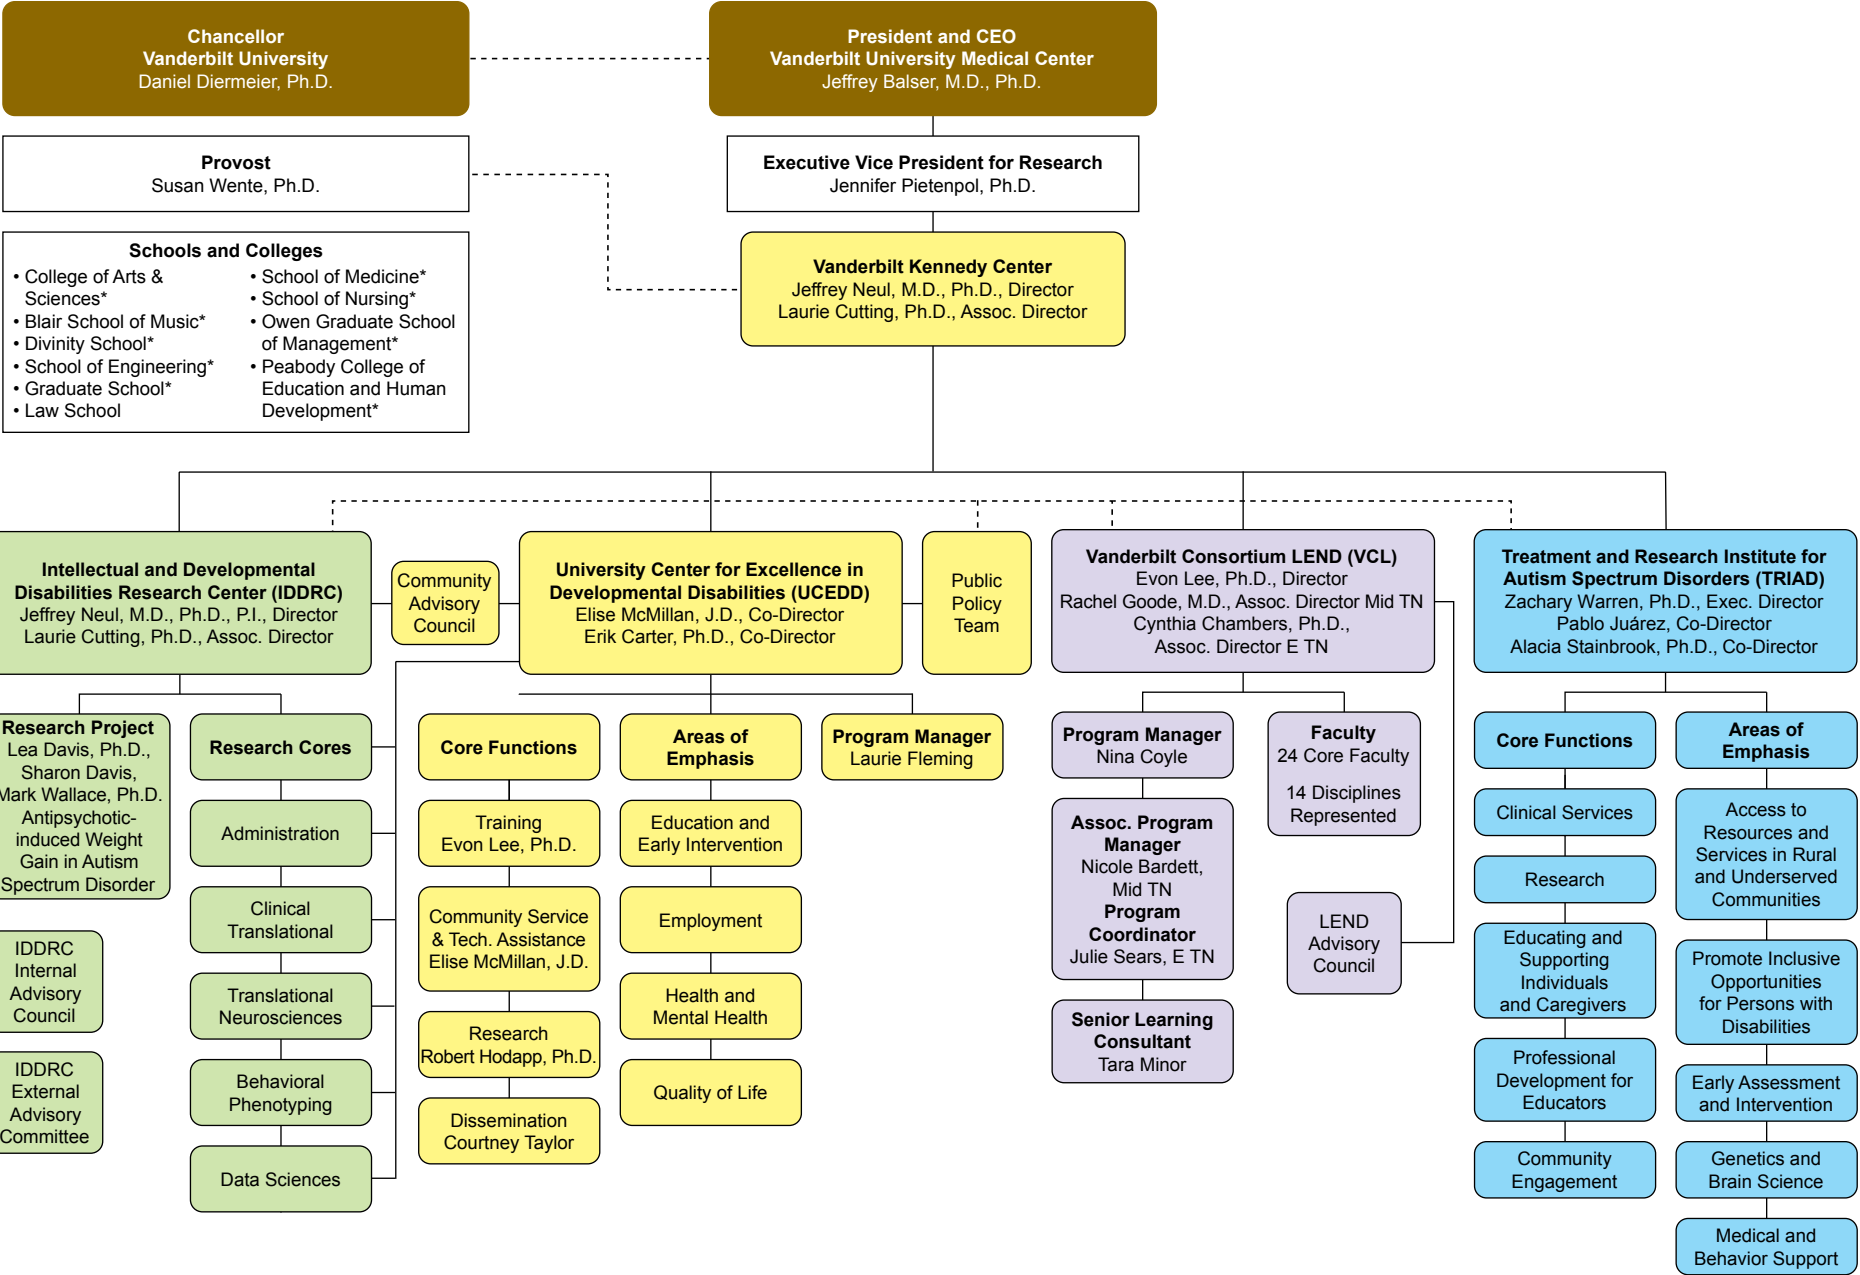 Chancellor
Vanderbilt University
Daniel Diermeier, Ph.D.
President and CEO
Vanderbilt University Medical Center
Jeffrey Balser, M.D., Ph.D.
Provost
Susan Wente, Ph.D.
Executive Vice President for Research
Jennifer Pietenpol, Ph.D.
Schools and Colleges
• College of Arts &
Sciences*
• Blair School of Music*
• Divinity School*
• School of Engineering*
• Graduate School*
• Law School
• School of Medicine*
• School of Nursing*
• Owen Graduate School
of Management*
• Peabody College of
Education and Human
Development*
Vanderbilt Kennedy Center
Jeffrey Neul, M.D., Ph.D., Director
Laurie Cutting, Ph.D., Assoc. Director
Intellectual and Developmental
Disabilities Research Center (IDDRC)
Jeffrey Neul, M.D., Ph.D., P.I., Director
Laurie Cutting, Ph.D., Assoc. Director
Community
Advisory
Council
University Center for Excellence in
Developmental Disabilities (UCEDD)
Elise McMillan, J.D., Co-Director
Erik Carter, Ph.D., Co-Director
Public
Policy
Team
Vanderbilt Consortium LEND (VCL)
Evon Lee, Ph.D., Director
Rachel Goode, M.D., Assoc. Director Mid TN
Cynthia Chambers, Ph.D.,
Assoc. Director E TN
Treatment and Research Institute for
Autism Spectrum Disorders (TRIAD)
Zachary Warren, Ph.D., Exec. Director
Pablo Juárez, Co-Director
Alacia Stainbrook, Ph.D., Co-Director
Research Project
Lea Davis, Ph.D.,
Sharon Davis,
Mark Wallace, Ph.D.
Antipsychotic-
induced Weight
Gain in Autism
Spectrum Disorder
IDDRC
Internal
Advisory
Council
IDDRC
External
Advisory
Committee
Research Cores
Administration
Clinical
Translational
Translational
Neurosciences
Behavioral
Phenotyping
Data Sciences
Core Functions
Training
Evon Lee, Ph.D.
Community Service
& Tech. Assistance
Elise McMillan, J.D.
Research
Robert Hodapp, Ph.D.
Dissemination
Courtney Taylor
Areas of
Emphasis
Education and
Early Intervention
Employment
Health and
Mental Health
Quality of Life
Program Manager
Laurie Fleming
Program Manager
Nina Coyle
Assoc. Program
Manager
Nicole Bardett,
Mid TN
Program
Coordinator
Julie Sears, E TN
Senior Learning
Consultant
Tara Minor
Faculty
24 Core Faculty
14 Disciplines
Represented
LEND
Advisory
Council
Core Functions
Clinical Services
Research
Educating and
Supporting
Individuals
and Caregivers
Professional
Development for
Educators
Community
Engagement
Areas of
Emphasis
Access to
Resources and
Services in Rural
and Underserved
Communities
Promote Inclusive
Opportunities
for Persons with
Disabilities
Early Assessment
and Intervention
Genetics and
Brain Science
Medical and
Behavior Support